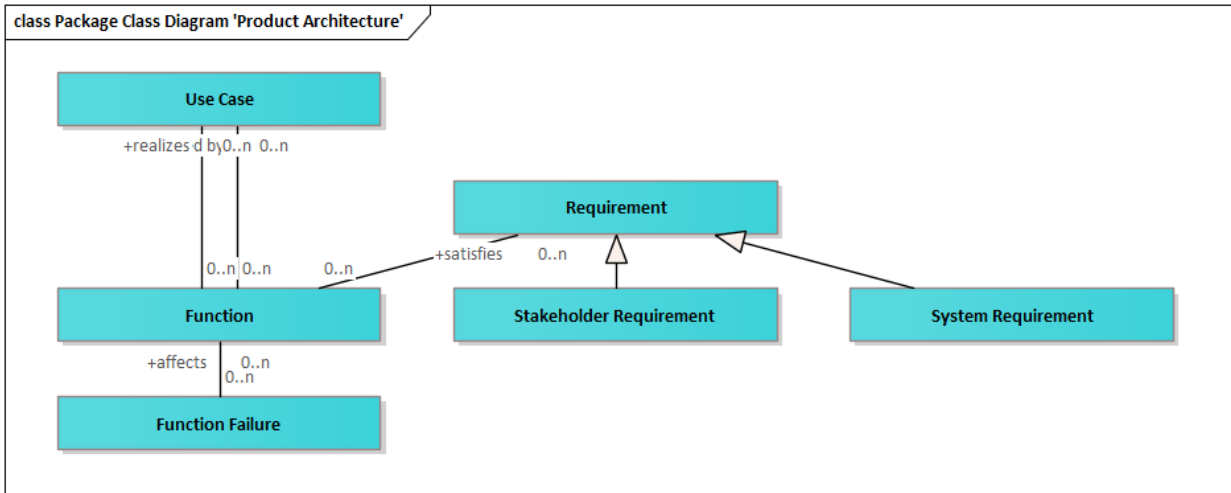 class Package Class Diagram 'Product Architecture'
Use Case
+realizes d by 0..n 0..n
Requirement
+satisfies 0..n
0..n 0..n 0..n
Function
Stakeholder Requirement
System Requirement
+affects 0..n
0..n
Function Failure